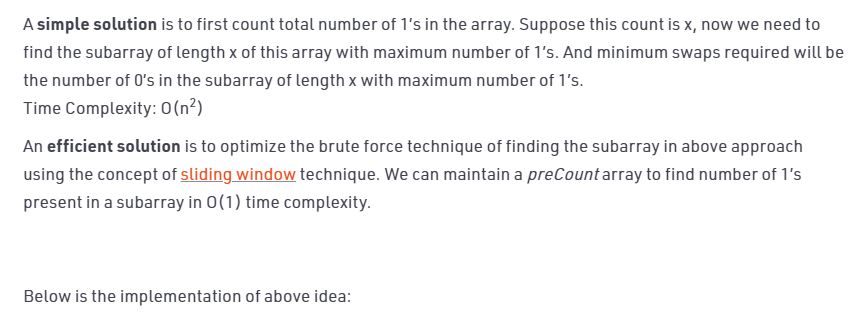 A simple solution is to first count total number of 1's in the array. Suppose this count is x, now we need to
find the subarray of length x of this array with maximum number of 1's. And minimum swaps required will be
the number of 0's in the subarray of length x with maximum number of 1's.
Time Complexity: O(n²)
An efficient solution is to optimize the brute force technique of finding the subarray in above approach
using the concept of sliding window technique. We can maintain a preCount array to find number of 1's
present in a subarray in O(1) time complexity.
Below is the implementation of above idea: